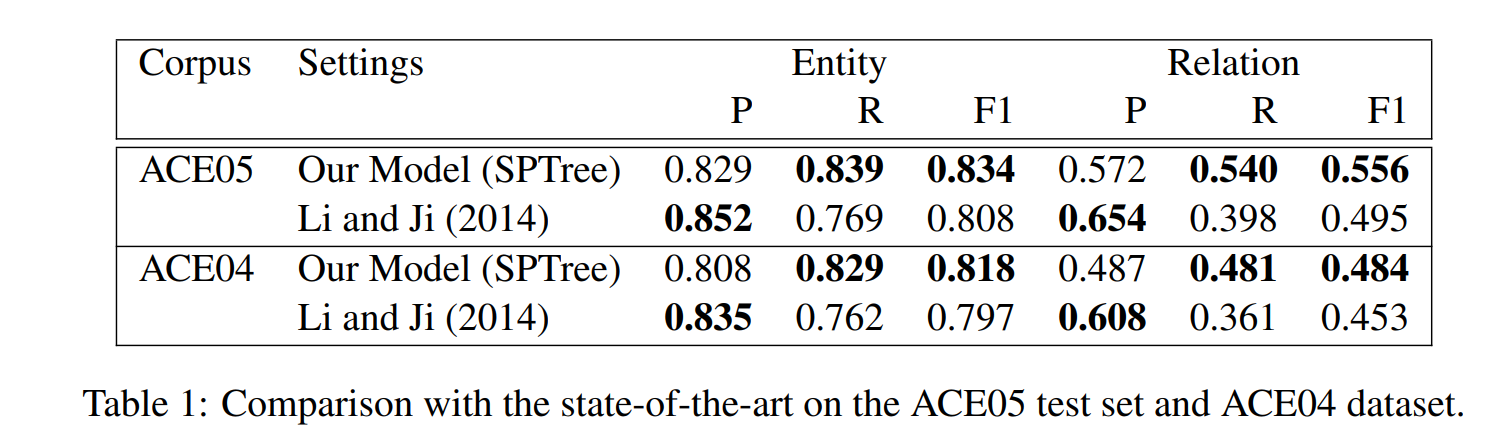 Corpus Settings Entity Relation
P R F1 P R F1
ACE05 Our Model (SPTree) 0.829 0.839 0.834 0.572 0.540 0.556
Li and Ji (2014) 0.852 0.769 0.808 0.654 0.398 0.495
ACE04 Our Model (SPTree) 0.808 0.829 0.818 0.487 0.481 0.484
Li and Ji (2014) 0.835 0.762 0.797 0.608 0.361 0.453
Table 1: Comparison with the state-of-the-art on the ACE05 test set and ACE04 dataset.